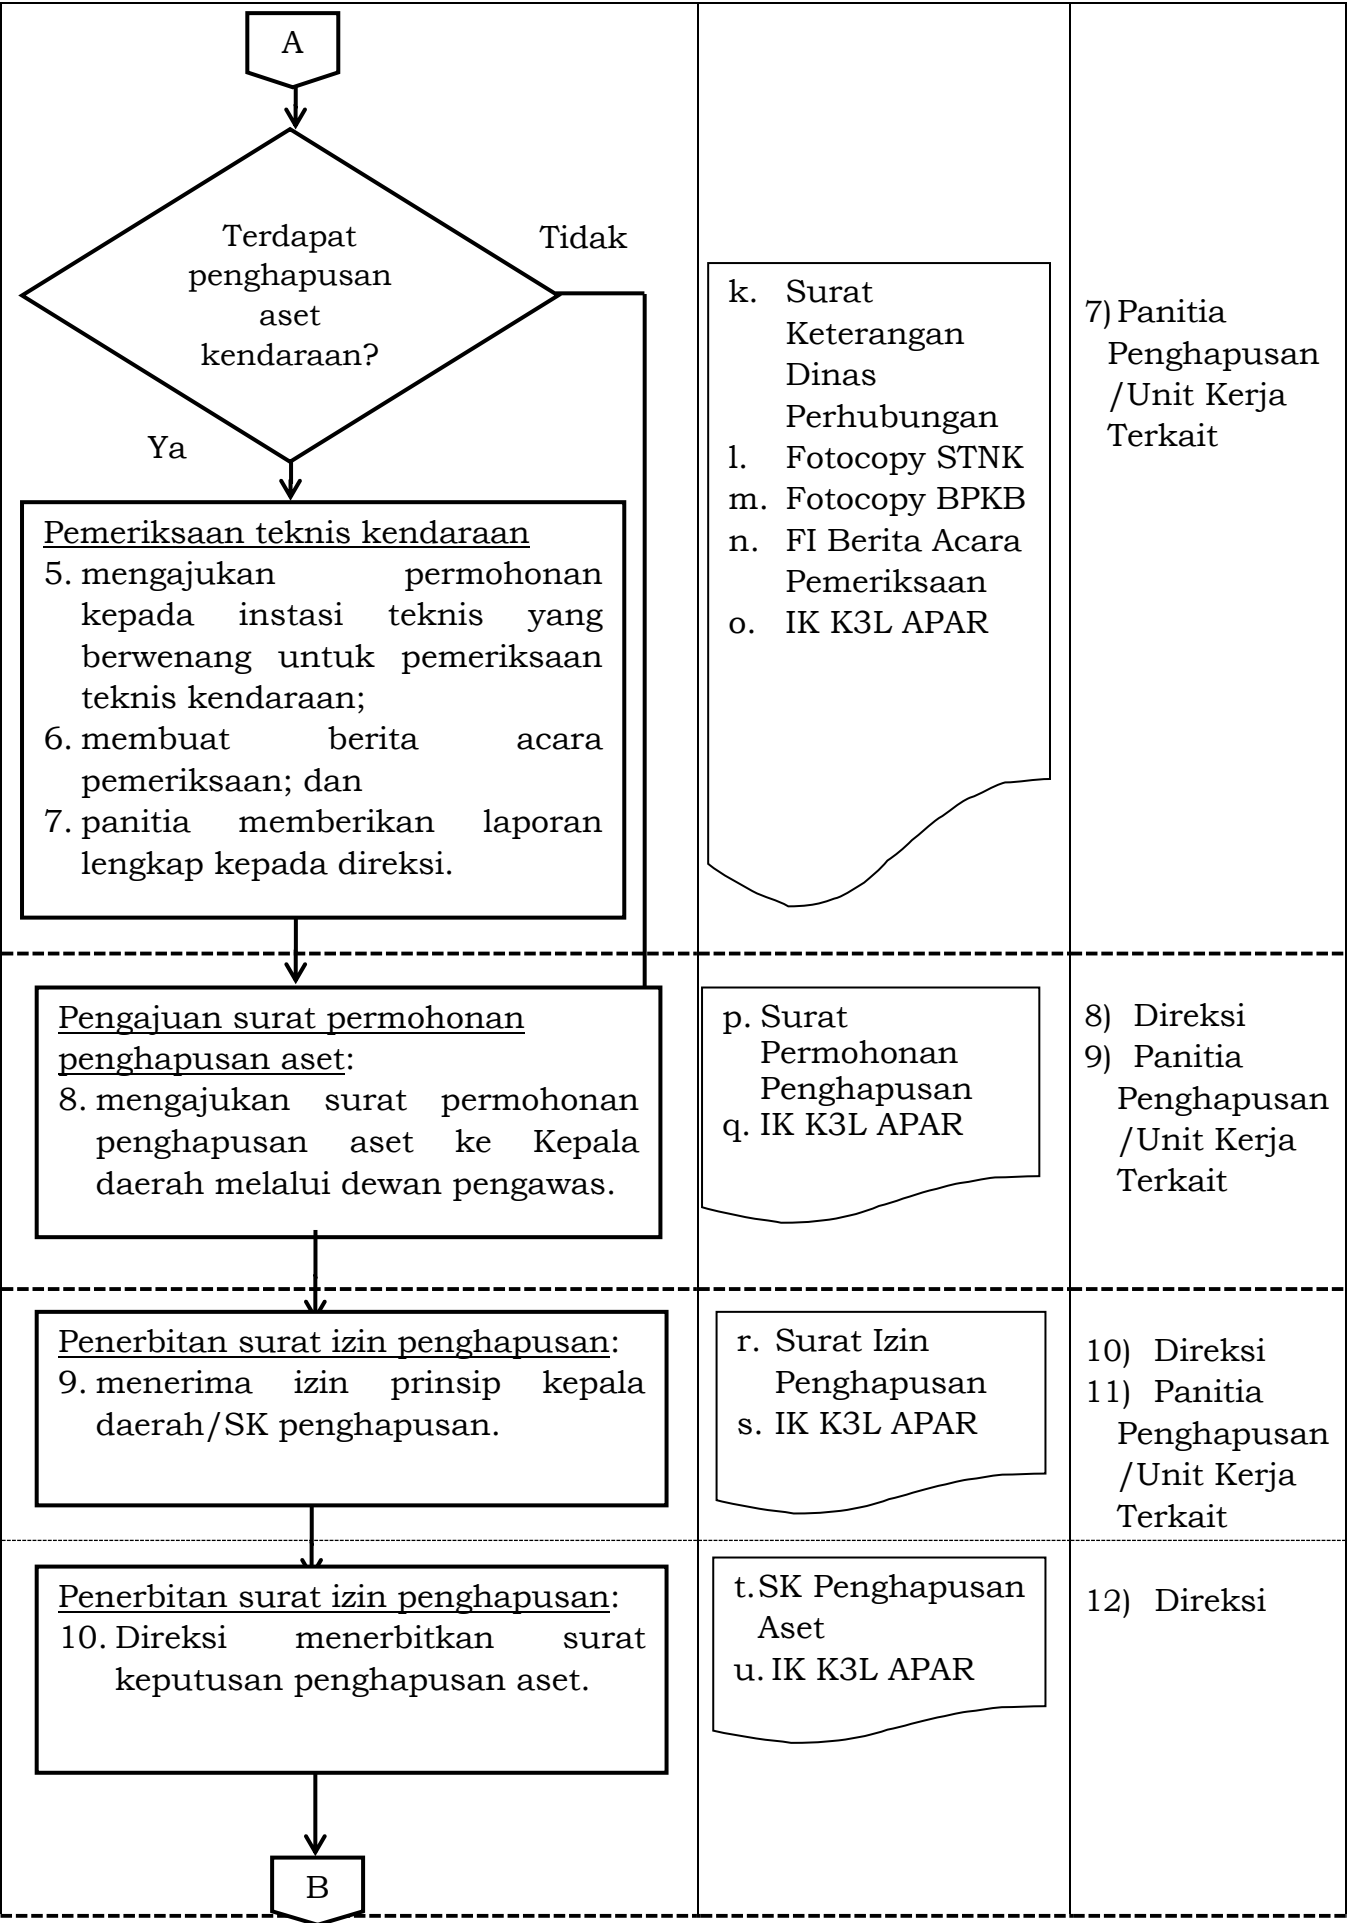 A
Terdapat
penghapusan
aset
kendaraan?
Tidak
Ya
Pemeriksaan teknis kendaraan
5. mengajukan permohonan
kepada instasi teknis yang
berwenang untuk pemeriksaan
teknis kendaraan;
6. membuat berita acara
pemeriksaan; dan
7. panitia memberikan laporan
lengkap kepada direksi.
k. Surat
Keterangan
Dinas
Perhubungan
l. Fotocopy STNK
m. Fotocopy BPKB
n. FI Berita Acara
Pemeriksaan
o. IK K3L APAR
7) Panitia
Penghapusan
/Unit Kerja
Terkait
Pengajuan surat permohonan
penghapusan aset:
8. mengajukan surat permohonan
penghapusan aset ke Kepala
daerah melalui dewan pengawas.
p. Surat
Permohonan
Penghapusan
q. IK K3L APAR
8) Direksi
9) Panitia
Penghapusan
/Unit Kerja
Terkait
Penerbitan surat izin penghapusan:
9. menerima izin prinsip kepala
daerah/SK penghapusan.
r. Surat Izin
Penghapusan
s. IK K3L APAR
10) Direksi
11) Panitia
Penghapusan
/Unit Kerja
Terkait
Penerbitan surat izin penghapusan:
10. Direksi menerbitkan surat
keputusan penghapusan aset.
t. SK Penghapusan
Aset
u. IK K3L APAR
12) Direksi
B